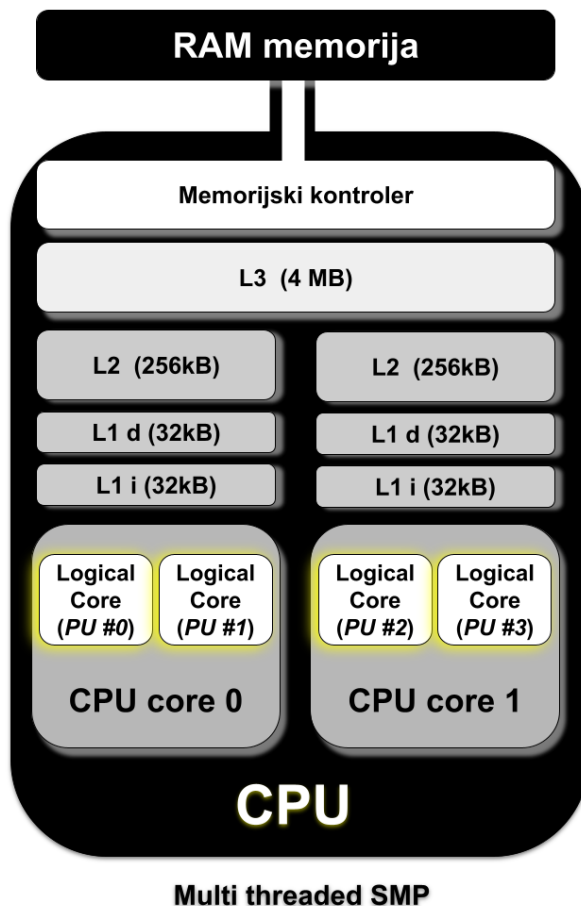 RAM memorija
Memorijski kontroler
L3 (4 MB)
L2 (256kB)
L2 (256kB)
L1 d (32kB)
L1 d (32kB)
L1 i (32kB)
L1 i (32kB)
Logical
Core
(PU #0)
Logical
Core
(PU #1)
Logical
Core
(PU #2)
Logical
Core
(PU #3)
CPU core 0
CPU core 1
CPU
Multi threaded SMP